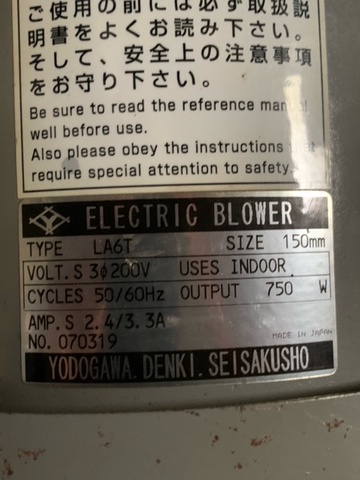 ご使用の前には必ず取扱説
明書をよくお読み下さい。
そして、安全上の注意事項
をお守り下さい。
Be sure to read the reference manual
well before use.
Also please obey the instructions that
require special attention to safety.
ELECTRIC BLOWER
TYPE LA6T SIZE 150mm
VOLT.S 3φ200V USES INDOOR
CYCLES 50/60Hz OUTPUT 750 W
AMP.S 2.4/3.3A
MADE IN JAPAN
NO. 070319
YODOGAWA.DENKI.SEISAKUSHO